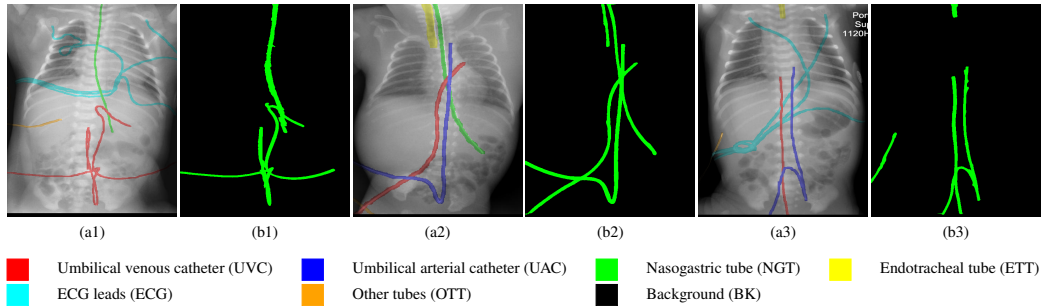 Por
Su
1120H
(a1)
(b1)
(a2)
(b2)
(a3)
(b3)
Umbilical venous catheter (UVC)
Umbilical arterial catheter (UAC)
Nasogastric tube (NGT)
Endotracheal tube (ETT)
ECG leads (ECG)
Other tubes (OTT)
Background (BK)